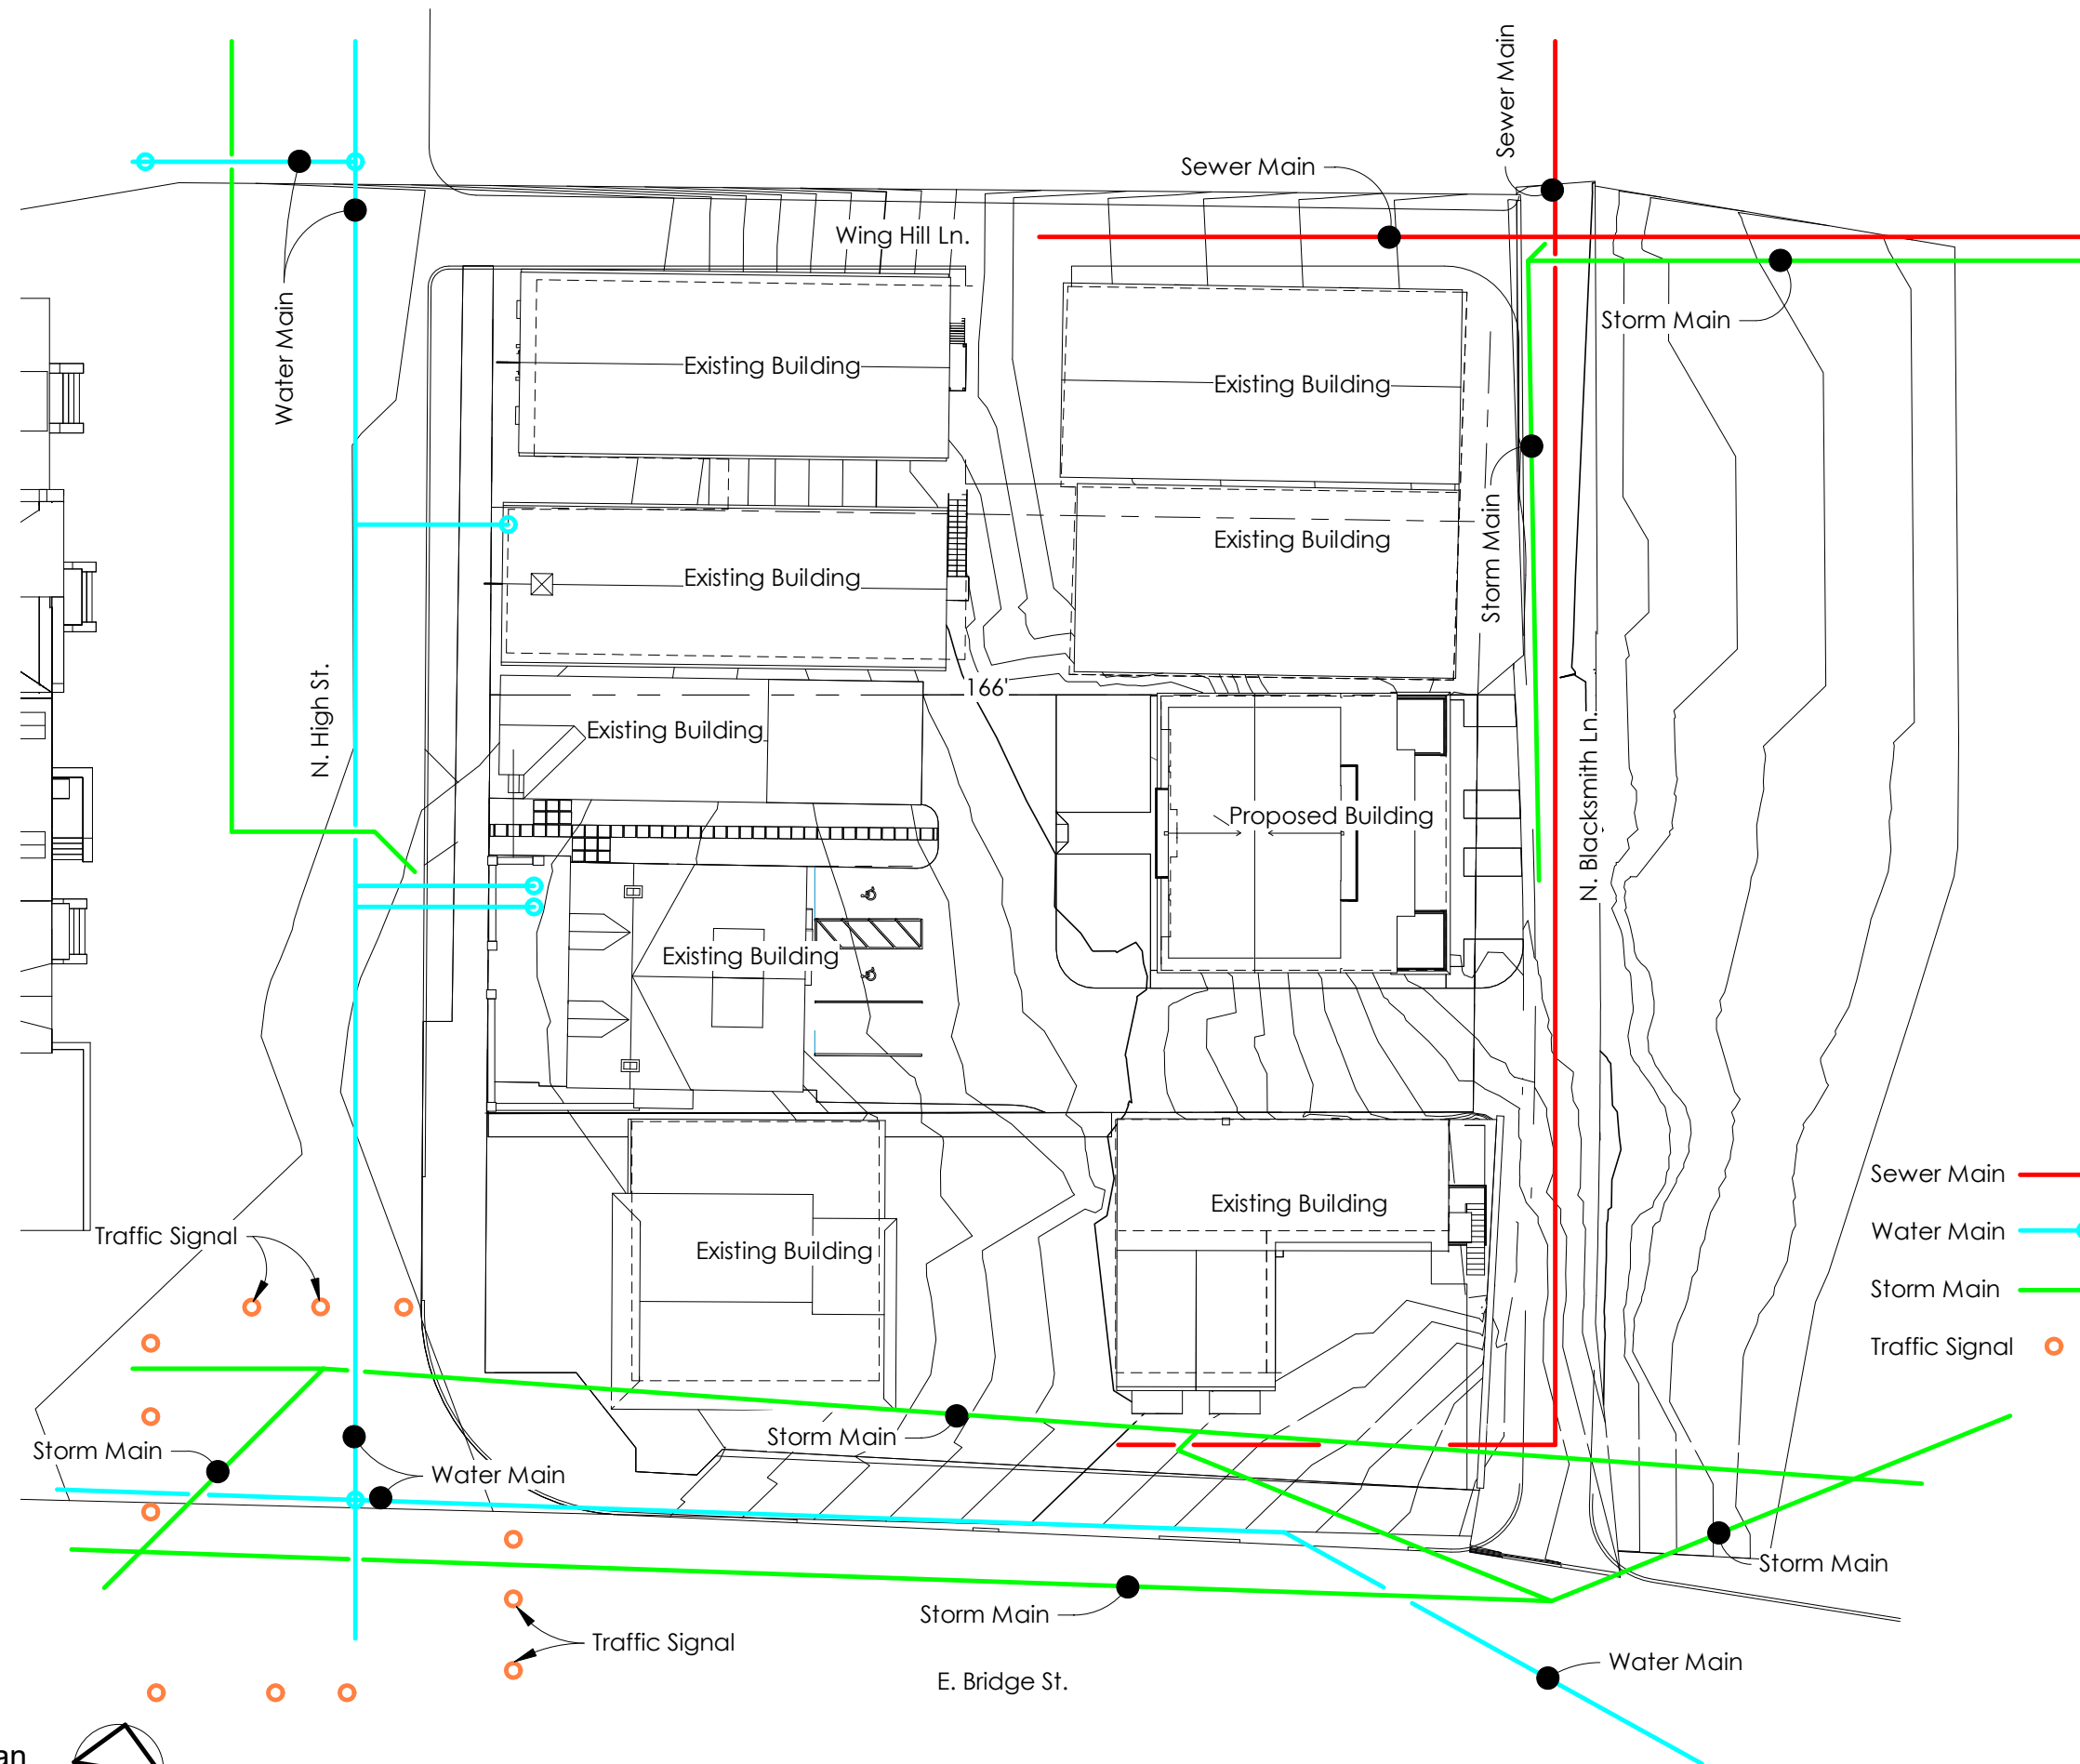 Sewer Main
Sewer Main
Wing Hill Ln.
Water Main
Storm Main
Existing Building
Existing Building
Storm Main
Existing Building
Existing Building
N. High St.
166'
Existing Building
N. Blacksmith Ln.
Proposed Building
Existing Building
Sewer Main
Existing Building
Water Main
Traffic Signal
Existing Building
Storm Main
Traffic Signal
Storm Main
Storm Main
Water Main
Storm Main
Storm Main
Traffic Signal
Water Main
E. Bridge St.
an